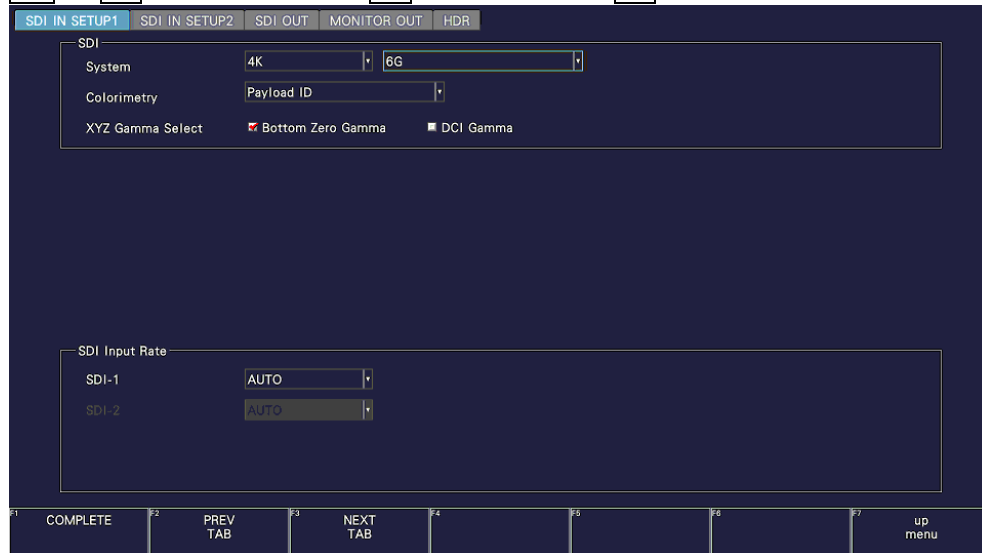 SDI IN SETUP1 SDI IN SETUP2 SDI OUT MONITOR OUT HDR
SDI
System 4K 6G
Colorimetry Payload ID
XYZ Gamma Select Bottom Zero Gamma DCI Gamma
SDI Input Rate
SDI-1 AUTO
SDI-2 AUTO
F1 COMPLETE F2 PREV F3 NEXT F4 F5 F6 F7 up
TAB TAB menu